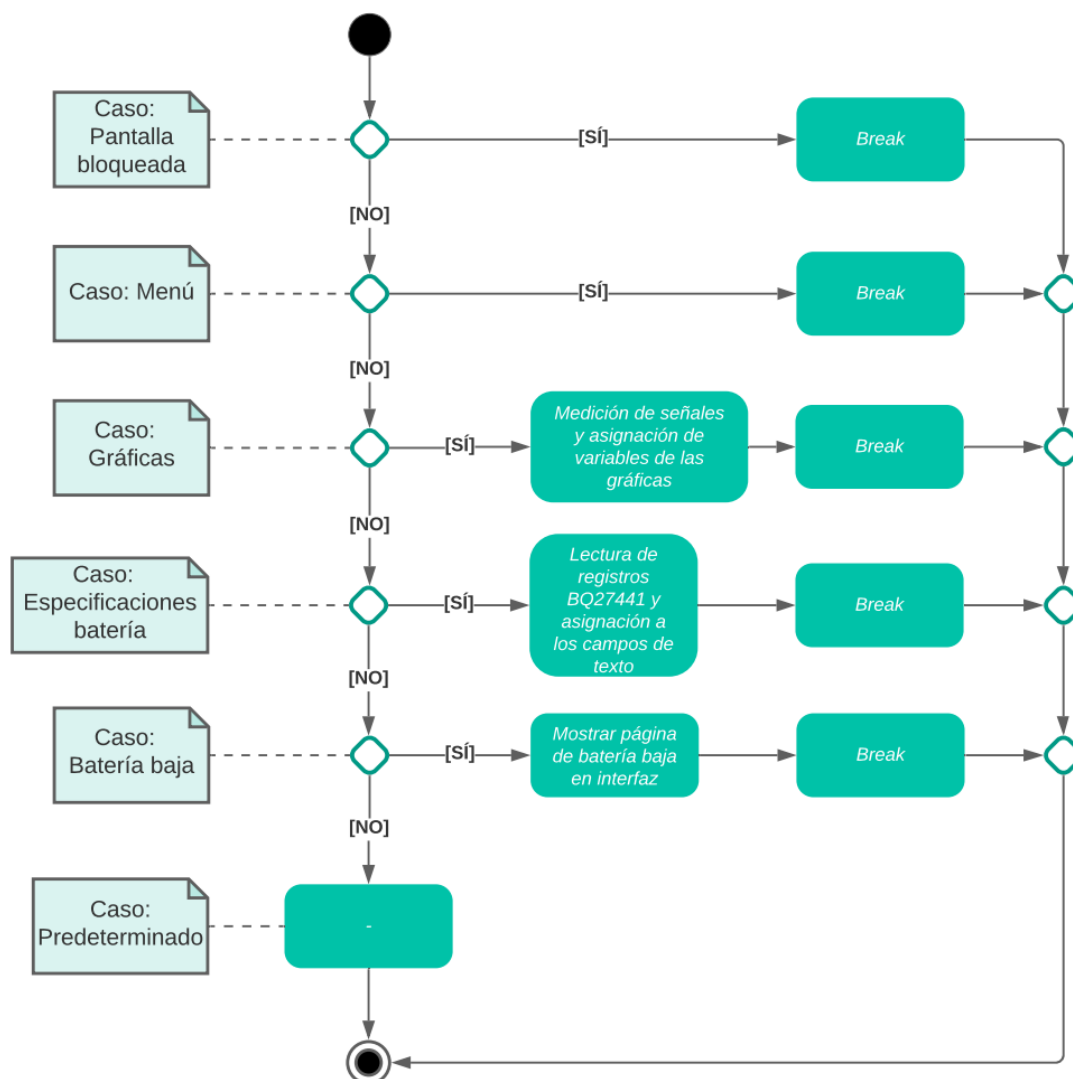 Caso:
Pantalla
bloqueada
[SÍ]
Break
[NO]
Caso: Menú
[SÍ]
Break
[NO]
Caso:
Gráficas
[SÍ]
Medición de señales
y asignación de
variables de las
gráficas
Break
[NO]
Caso:
Especificaciones
batería
[SÍ]
Lectura de
registros
BQ27441 y
asignación a
los campos de
texto
Break
[NO]
Caso:
Batería baja
[SÍ]
Mostrar página
de batería baja
en interfaz
Break
[NO]
Caso:
Predeterminado
-